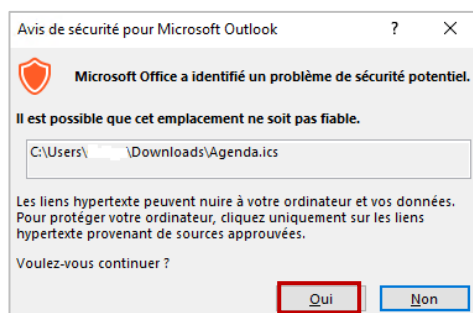 Avis de sécurité pour Microsoft Outlook ? ×
Microsoft Office a identifié un problème de sécurité potentiel.
Il est possible que cet emplacement ne soit pas fiable.
C:\Users\ \Downloads\Agenda.ics
Les liens hypertexte peuvent nuire à votre ordinateur et vos données.
Pour protéger votre ordinateur, cliquez uniquement sur les liens
hypertexte provenant de sources approuvées.
Voulez-vous continuer ?
Oui Non